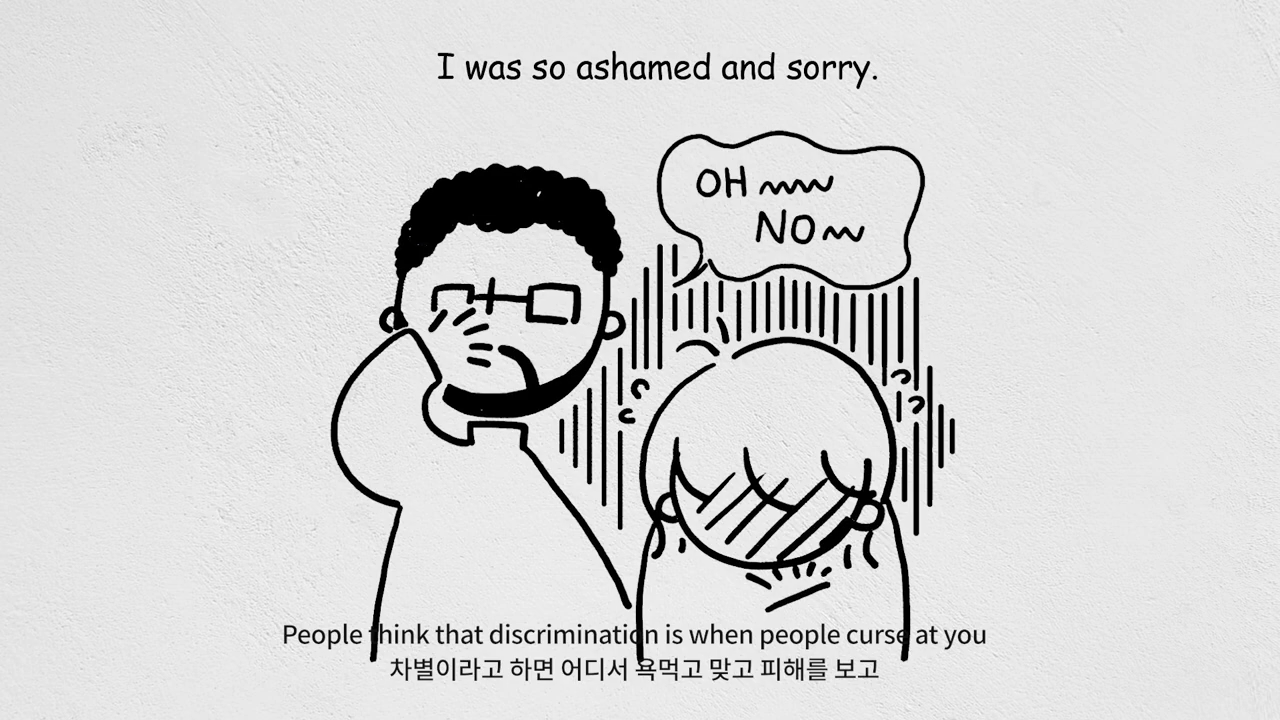 I was so ashamed and sorry.
OH
NO
People think that discrimination is when people curse at you
차별이라고 하면 어디서 욕먹고 맞고 피해를 보고